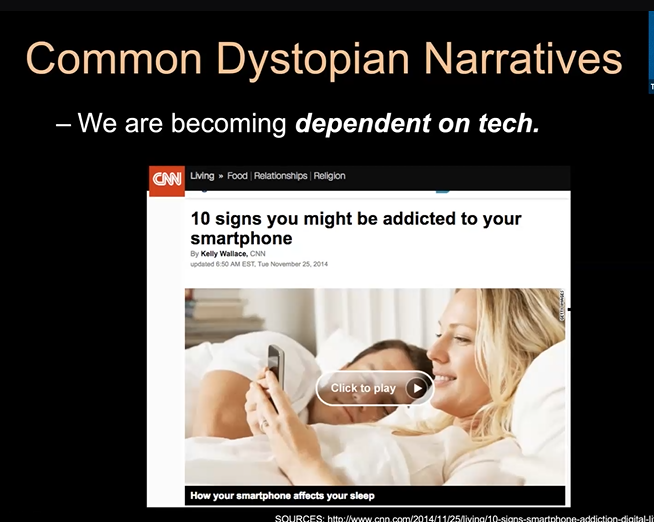 Common Dystopian Narratives
– We are becoming dependent on tech.
CNN Living » Food | Relationships | Religion
10 signs you might be addicted to your
smartphone
By Kelly Wallace, CNN
updated 6:50 AM EST, Tue November 25, 2014
Click to play
How your smartphone affects your sleep
SOURCES: http://www.cnn.com/2014/11/25/living/10-signs-smartphone-addiction-digital-li